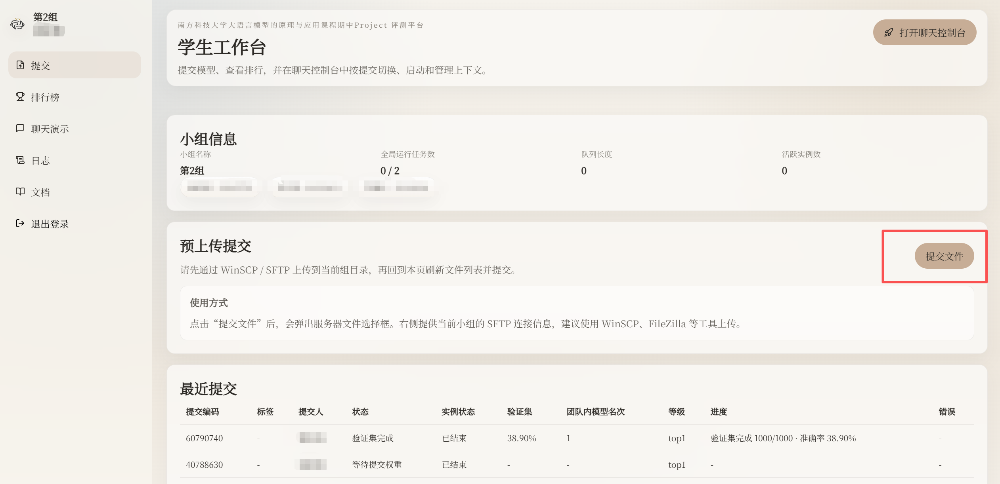 第2组
提交
排行榜
聊天演示
日志
文档
退出登录
南方科技大学大语言模型的原理与应用课程期中Project 评测平台
学生工作台
提交模型、查看排行，并在聊天控制台中按提交切换、启动和管理上下文。
打开聊天控制台
小组信息
小组名称 全局运行任务数 队列长度 活跃实例数
第2组 0 / 2 0 0
预上传提交
请先通过 WinSCP / SFTP 上传到当前组目录，再回到本页刷新文件列表并提交。
提交文件
使用方式
点击“提交文件”后，会弹出服务器文件选择框。右侧提供当前小组的 SFTP 连接信息，建议使用 WinSCP、FileZilla 等工具上传。
最近提交
提交编码 标签 提交人 状态 实例状态 验证集 团队内模型名次 等级 进度 错误
60790740 - 验证集完成 已结束 38.90% 1 top1 验证集完成 1000/1000 · 准确率 38.90% -
40788630 - 等待提交权重 已结束 - - top1 - -